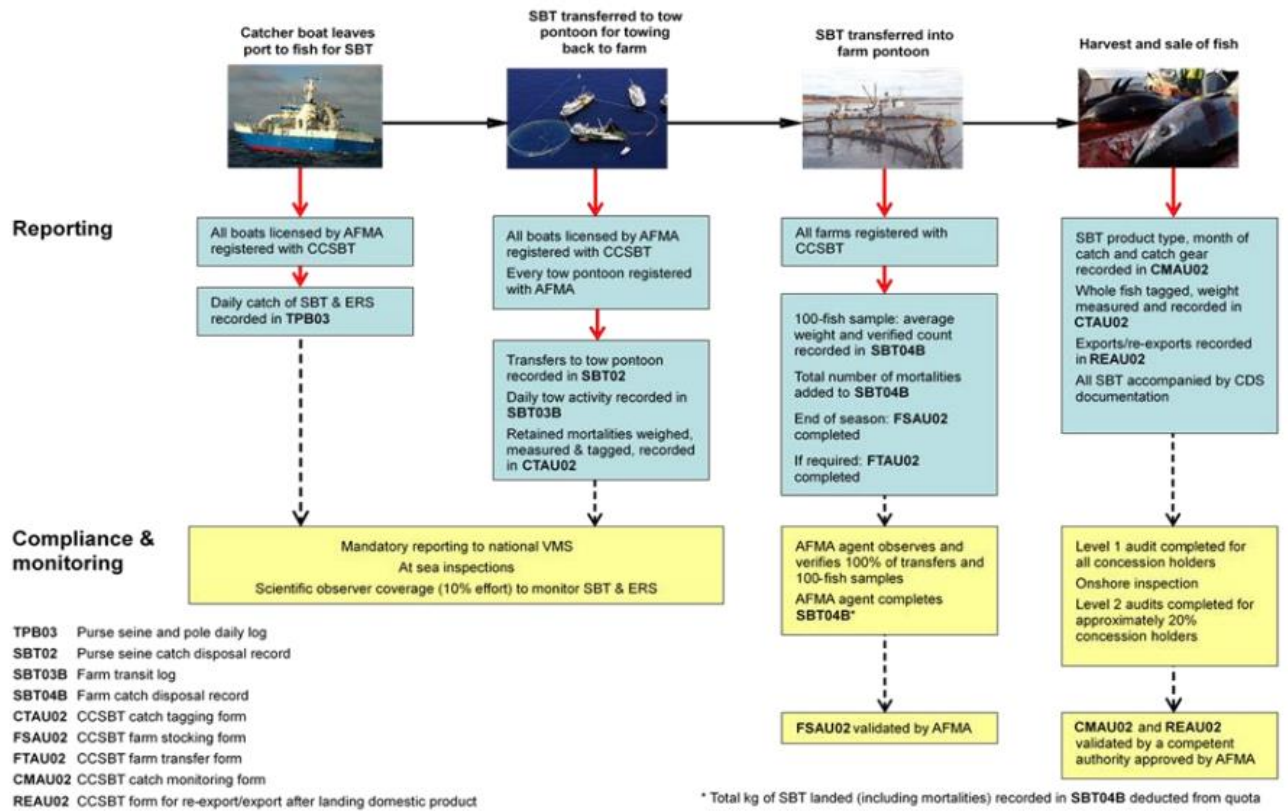 Catcher boat leaves
port to fish for SBT
SBT transferred to tow
pontoon for towing
back to farm
SBT transferred into
farm pontoon
Harvest and sale of fish
Reporting
All boats licensed by AFMA
registered with CCSBT
Daily catch of SBT & ERS
recorded in TPB03
All boats licensed by AFMA
registered with CCSBT
Every tow pontoon registered
with AFMA
Transfers to tow pontoon
recorded in SBT02
Daily tow activity recorded in
SBT03B
Retained mortalities weighed,
measured & tagged, recorded
in CTAU02
All farms registered with
CCSBT
100-fish sample: average
weight and verified count
recorded in SBT04B
Total number of mortalities
added to SBT04B
End of season: FSAU02
completed
If required: FTAU02
completed
SBT product type, month of
catch and catch gear
recorded in CMAU02
Whole fish tagged, weight
measured and recorded in
CTAU02
Exports/re-exports recorded
in REAU02
All SBT accompanied by CDS
documentation
Compliance &
monitoring
Mandatory reporting to national VMS
At sea inspections
Scientific observer coverage (10% effort) to monitor SBT & ERS
AFMA agent observes and
verifies 100% of transfers and
100-fish samples
AFMA agent completes
SBT04B*
FSAU02 validated by AFMA
Level 1 audit completed for
all concession holders
Onshore inspection
Level 2 audits completed for
approximately 20%
concession holders
CMAU02 and REAU02
validated by a competent
authority approved by AFMA
TPB03 Purse seine and pole daily log
SBT02 Purse seine catch disposal record
SBT03B Farm transit log
SBT04B Farm catch disposal record
CTAU02 CCSBT catch tagging form
FSAU02 CCSBT farm stocking form
FTAU02 CCSBT farm transfer form
CMAU02 CCSBT catch monitoring form
REAU02 CCSBT form for re-export/export after landing domestic product
* Total kg of SBT landed (including mortalities) recorded in SBT04B deducted from quota